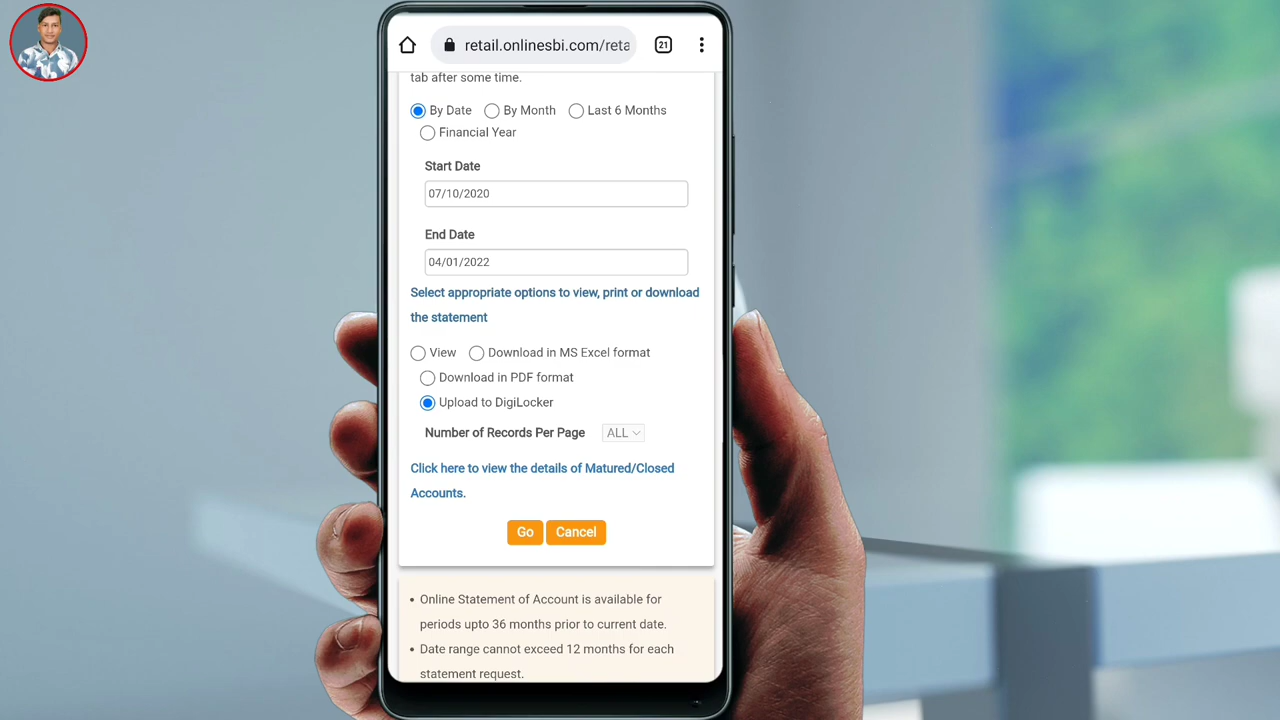 retail.onlinesbi.com/reta
21
tab after some time.
By Date By Month Last 6 Months
Financial Year
Start Date
07/10/2020
End Date
04/01/2022
Select appropriate options to view, print or download
the statement
View Download in MS Excel format
Download in PDF format
Upload to DigiLocker
Number of Records Per Page ALL
Click here to view the details of Matured/Closed
Accounts.
Go Cancel
• Online Statement of Account is available for
periods upto 36 months prior to current date.
• Date range cannot exceed 12 months for each
statement request.